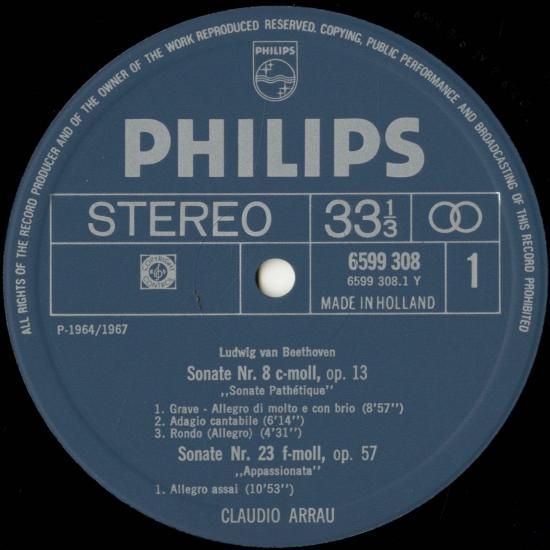 ALL RIGHTS OF THE RECORD PRODUCER AND OF THE OWNER OF THE WORK REPRODUCED RESERVED. COPYING, PUBLIC PERFORMANCE AND BROADCASTING OF THIS RECORD PROHIBITED
PHILIPS
PHILIPS
STEREO
33 1/3
COPYRIGHT
CONTROL
6599 308
6599 308.1 Y
1
MADE IN HOLLAND
P-1964/1967
Ludwig van Beethoven
Sonate Nr. 8 c-moll, op. 13
,,Sonate Pathétique''
1. Grave - Allegro di molto e con brio (8'57'')
2. Adagio cantabile (6'14'')
3. Rondo (Allegro) (4'31'')
Sonate Nr. 23 f-moll, op. 57
,,Appassionata''
1. Allegro assai (10'53'')
CLAUDIO ARRAU